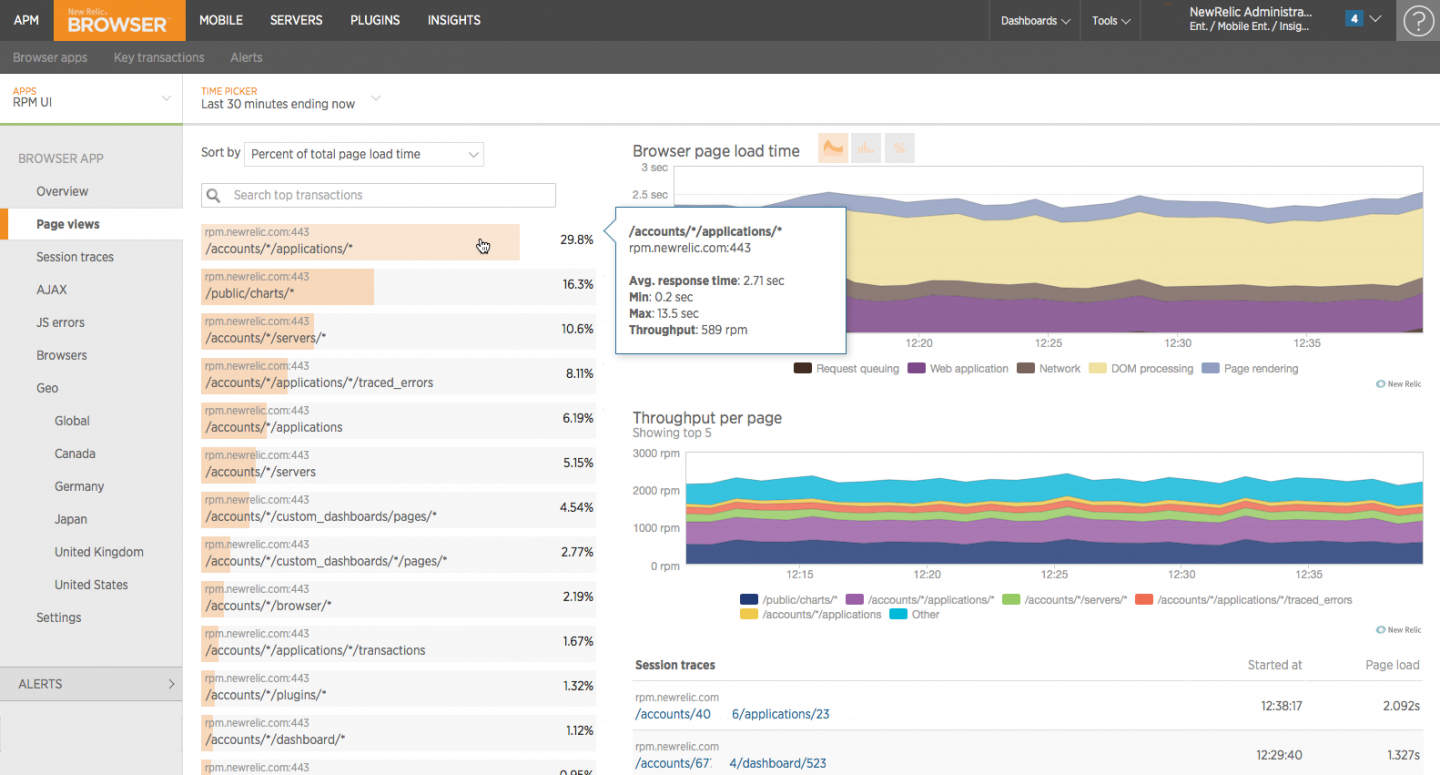 APM
New Relic
BROWSER
MOBILE
SERVERS
PLUGINS
INSIGHTS
Dashboards
Tools
NewRelic Administra...
Ent. / Mobile Ent. / Insig...
4
?
Browser apps
Key transactions
Alerts
APPS
RPM UI
TIME PICKER
Last 30 minutes ending now
BROWSER APP
Overview
Page views
Session traces
AJAX
JS errors
Browsers
Geo
Global
Canada
Germany
Japan
United Kingdom
United States
Settings
ALERTS
Sort by
Percent of total page load time
Search top transactions
rpm.newrelic.com:443
/accounts/*/applications/*
29.8%
rpm.newrelic.com:443
/public/charts/*
16.3%
rpm.newrelic.com:443
/accounts/*/servers/*
10.6%
rpm.newrelic.com:443
/accounts/*/applications/*/traced_errors
8.11%
rpm.newrelic.com:443
/accounts/*/applications
6.19%
rpm.newrelic.com:443
/accounts/*/servers
5.15%
rpm.newrelic.com:443
/accounts/*/custom_dashboards/pages/*
4.54%
rpm.newrelic.com:443
/accounts/*/custom_dashboards/*/pages/*
2.77%
rpm.newrelic.com:443
/accounts/*/browser/*
2.19%
rpm.newrelic.com:443
/accounts/*/applications/*/transactions
1.67%
rpm.newrelic.com:443
/accounts/*/plugins/*
1.32%
rpm.newrelic.com:443
/accounts/*/dashboard/*
1.12%
rpm.newrelic.com:443
0.95%
Browser page load time
%
3 sec
2.5 sec
/accounts/*/applications/*
rpm.newrelic.com:443
Avg. response time: 2.71 sec
Min: 0.2 sec
Max: 13.5 sec
Throughput: 589 rpm
12:20
12:25
12:30
12:35
Request queuing
Web application
Network
DOM processing
Page rendering
New Relic
Throughput per page
Showing top 5
3000 rpm
2000 rpm
1000 rpm
0 rpm
12:15
12:20
12:25
12:30
12:35
/public/charts/*
/accounts/*/applications/*
/accounts/*/servers/*
/accounts/*/applications/*/traced_errors
/accounts/*/applications
Other
New Relic
Session traces
Started at
Page load
rpm.newrelic.com
/accounts/40 6/applications/23
12:38:17
2.092s
rpm.newrelic.com
/accounts/67 4/dashboard/523
12:29:40
1.327s